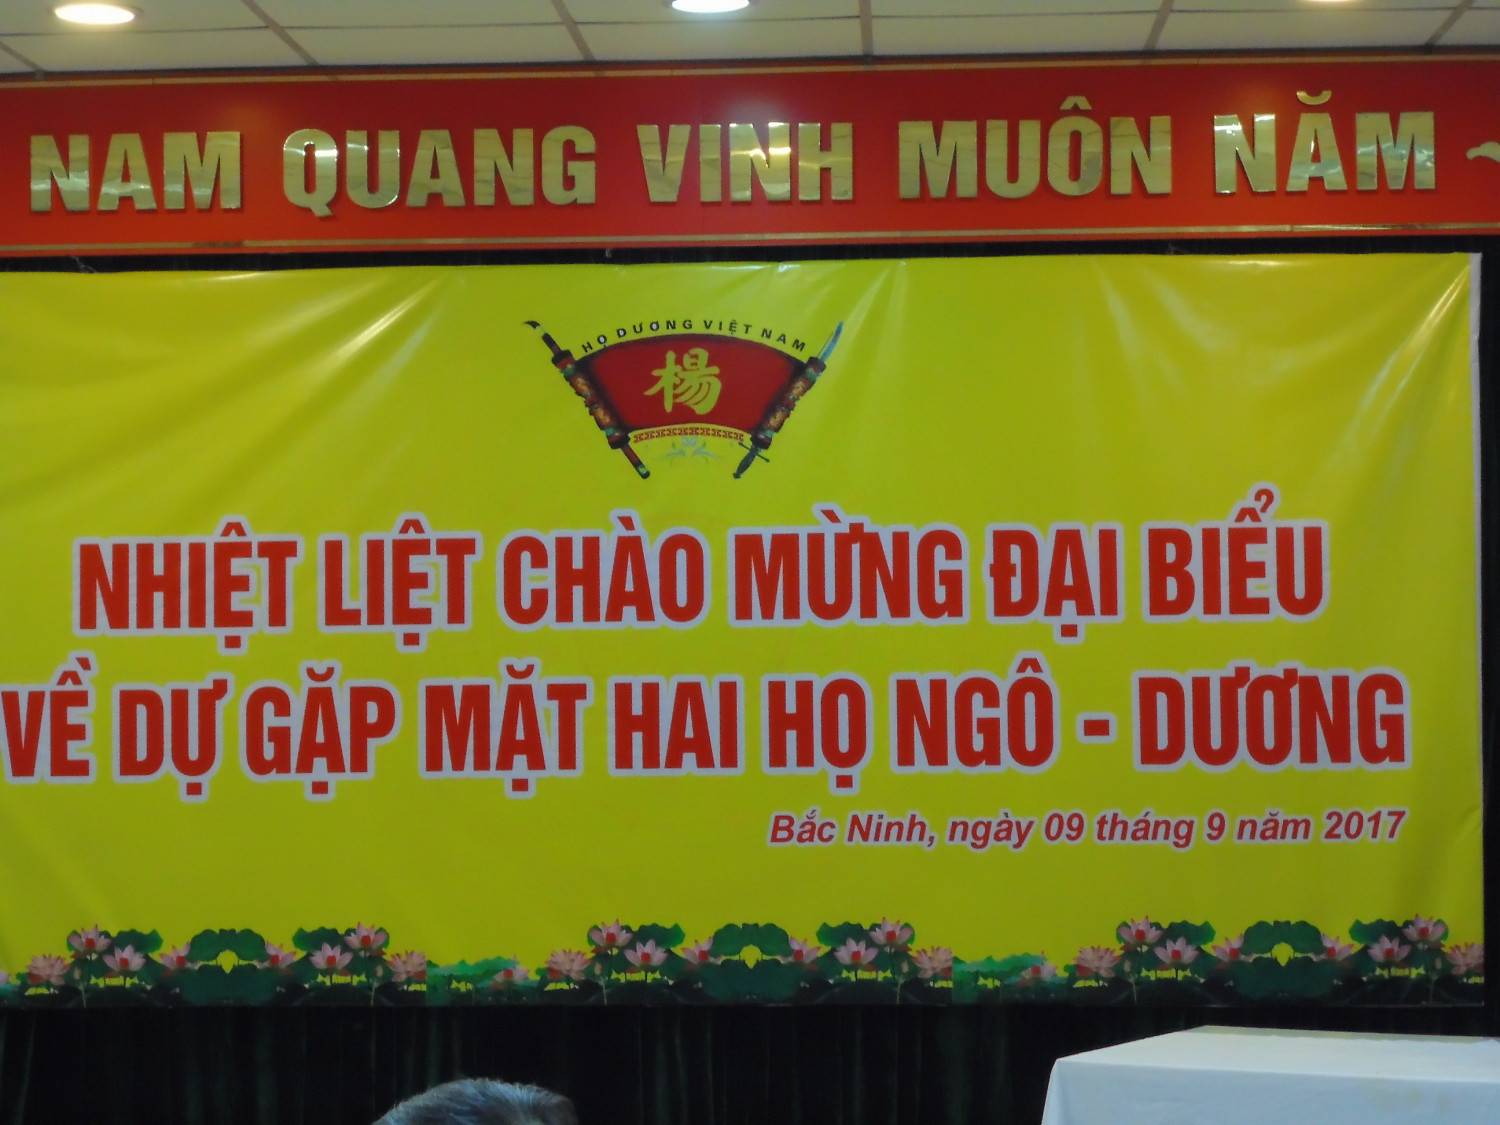 NAM QUANG VINH MUÔN NĂM
HỌ DƯƠNG VIỆT NAM
楊
NHIỆT LIỆT CHÀO MỪNG ĐẠI BIỂU
VỀ DỰ GẶP MẶT HAI HỌ NGÔ - DƯƠNG
Bắc Ninh, ngày 09 tháng 9 năm 2017